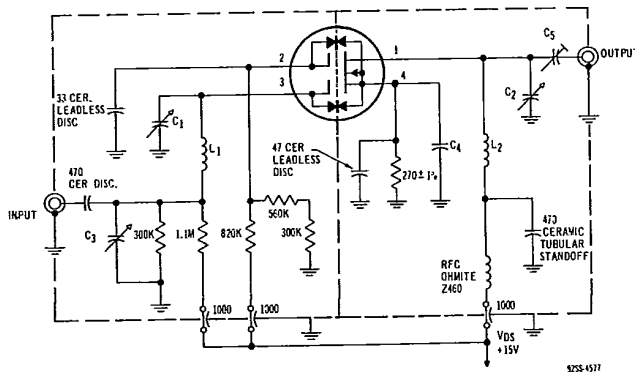 C5
OUTPUT
2
1
3
4
33 CER.
LEADLESS
DISC
C1
C2
L1
47 CER
LEADLESS
DISC
C4
L2
270 ± 1%
470
CER DISC.
560K
INPUT
C3
300K
1.1M
820K
300K
470
CERAMIC
TUBULAR
STANDOFF
RFC
OHMITE
Z460
1000
1000
1000
VDS
+15V
92SS-4577